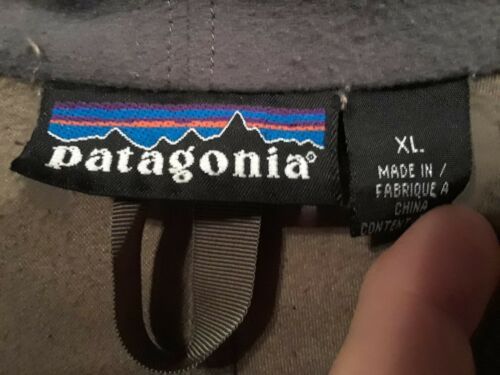 patagonia®
XL.
MADE IN /
FABRIQUE A
CHINA